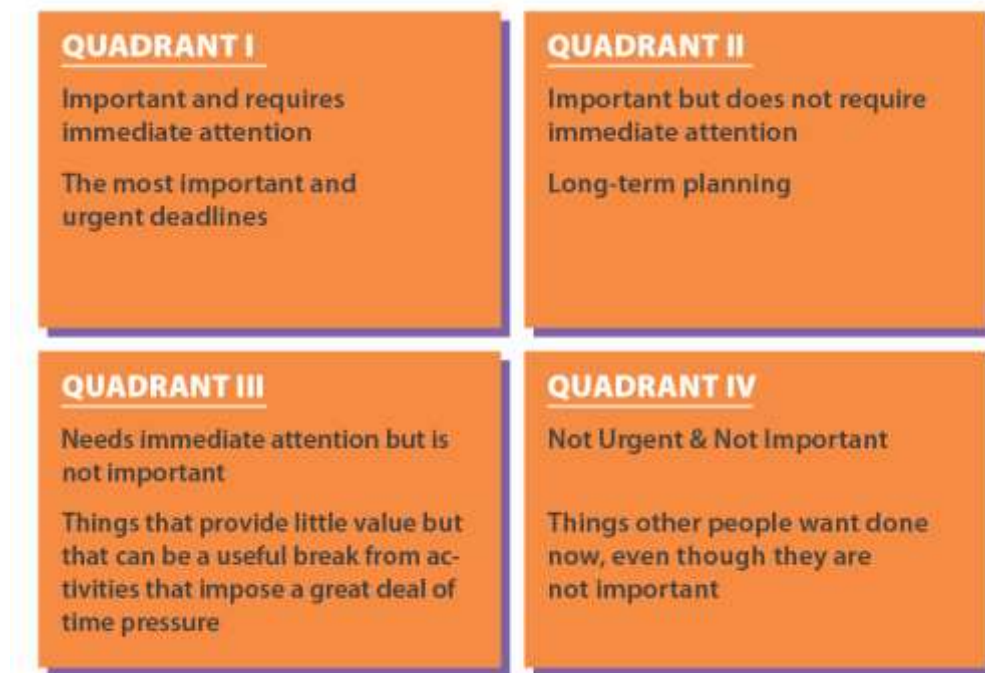 QUADRANT I
Important and requires
immediate attention
The most important and
urgent deadlines
QUADRANT II
Important but does not require
immediate attention
Long-term planning
QUADRANT III
Needs immediate attention but is
not important
Things that provide little value but
that can be a useful break from ac-
tivities that impose a great deal of
time pressure
QUADRANT IV
Not Urgent & Not Important
Things other people want done
now, even though they are
not important